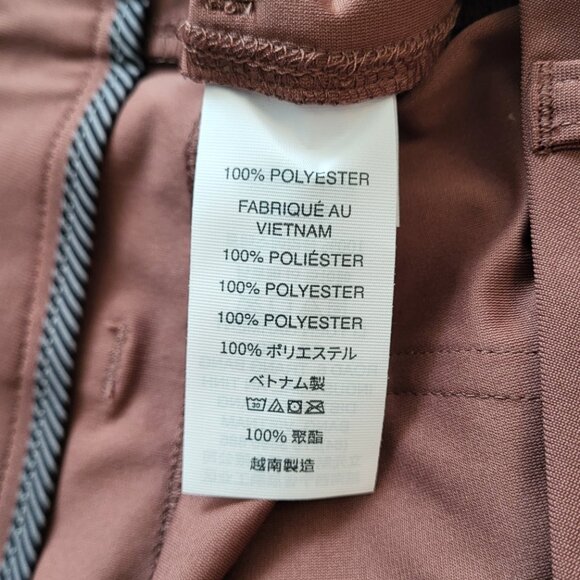 100% POLYESTER
FABRIQUÉ AU
VIETNAM
100% POLIÉSTER
100% POLYESTER
100% POLYESTER
100% ポリエステル
ベトナム製
30
100% 聚酯
越南製造